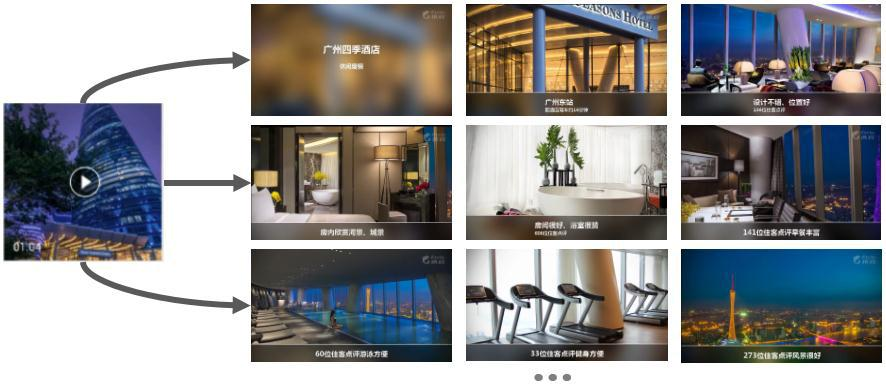 广州四季酒店
休闲度假
SEASONS HOTEL
广州东站
设计不错、位置好
01:04
房内欣赏河景、城景
房间很好、浴室很赞
141位住客点评早餐丰富
60位住客点评游泳方便
33位住客点评健身方便
273位住客点评风景很好